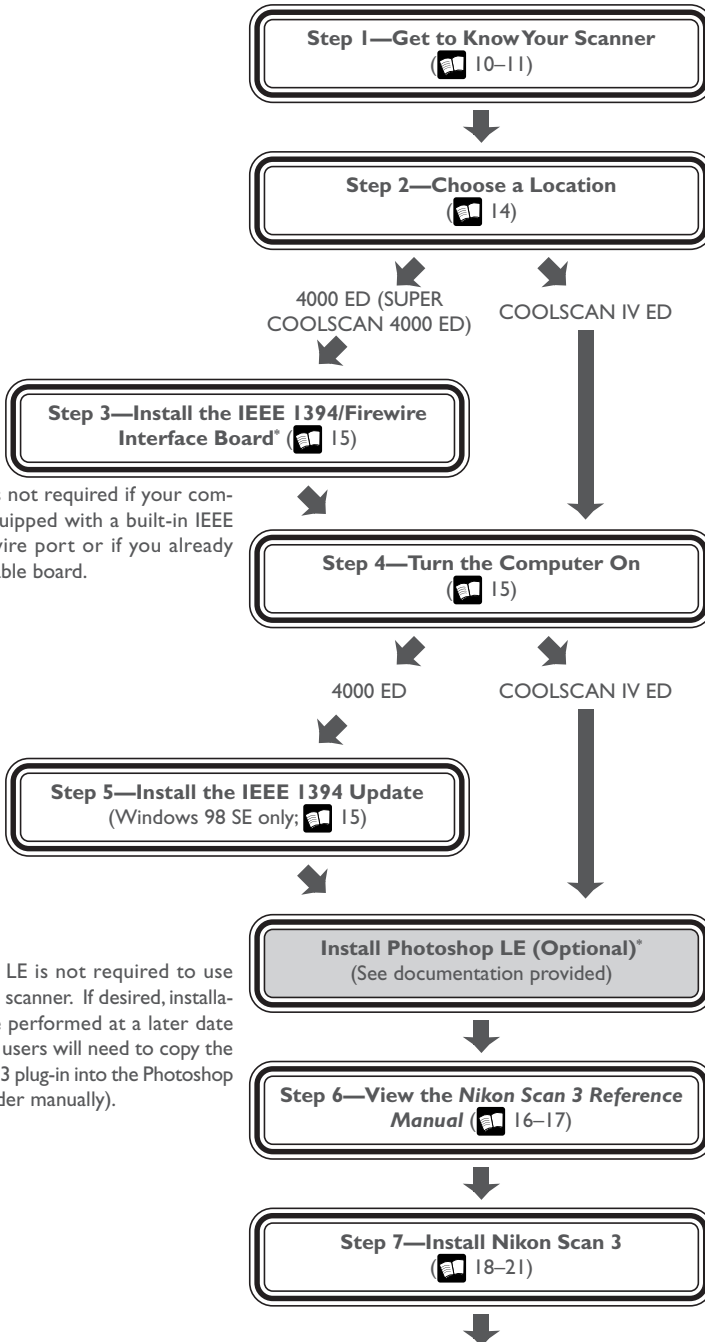 Step 1—Get to Know Your Scanner
( 10–11)
Step 2—Choose a Location
( 14)
4000 ED (SUPER
COOLSCAN 4000 ED)
COOLSCAN IV ED
Step 3—Install the IEEE 1394/Firewire
Interface Board* ( 15)
not required if your com-
quipped with a built-in IEEE
wire port or if you already
able board.
Step 4—Turn the Computer On
( 15)
4000 ED
COOLSCAN IV ED
Step 5—Install the IEEE 1394 Update
(Windows 98 SE only; 15)
Install Photoshop LE (Optional)*
(See documentation provided)
LE is not required to use
scanner. If desired, installa-
performed at a later date
users will need to copy the
3 plug-in into the Photoshop
der manually).
Step 6—View the Nikon Scan 3 Reference
Manual ( 16–17)
Step 7—Install Nikon Scan 3
( 18–21)